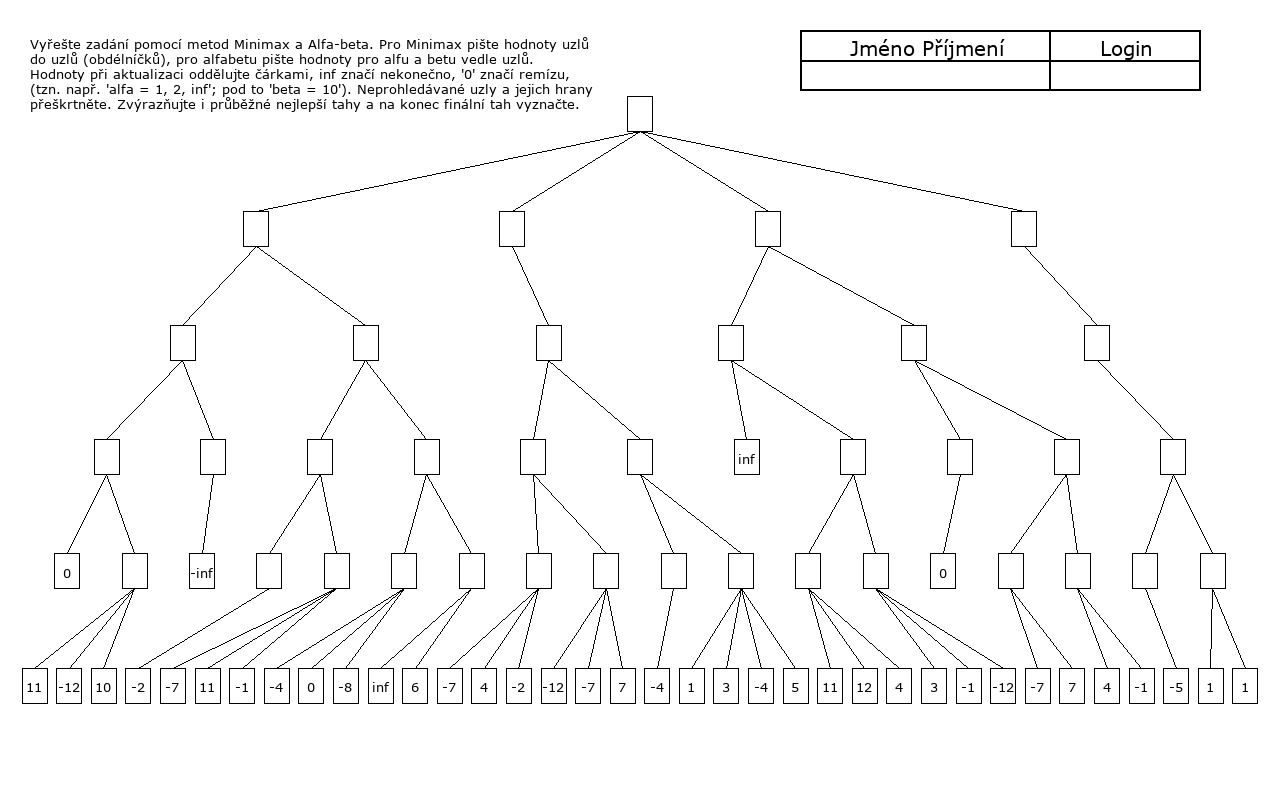 Vyřešte zadání pomocí metod Minimax a Alfa-beta. Pro Minimax pište hodnoty uzlů
do uzlů (obdélníčků), pro alfabetu pište hodnoty pro alfu a betu vedle uzlů.
Hodnoty při aktualizaci oddělujte čárkami, inf značí nekonečno, '0' značí remízu,
(tzn. např. 'alfa = 1, 2, inf'; pod to 'beta = 10'). Neprohledávané uzly a jejich hrany
přeškrtněte. Zvýrazňujte i průběžné nejlepší tahy a na konec finální tah vyznačte.
Jméno Příjmení Login
inf
0 -inf 0
11 -12 10 -2 -7 11 -1 -4 0 -8 inf 6 -7 4 -2 -12 -7 7 -4 1 3 -4 5 11 12 4 3 -1 -12 -7 7 4 -1 -5 1 1